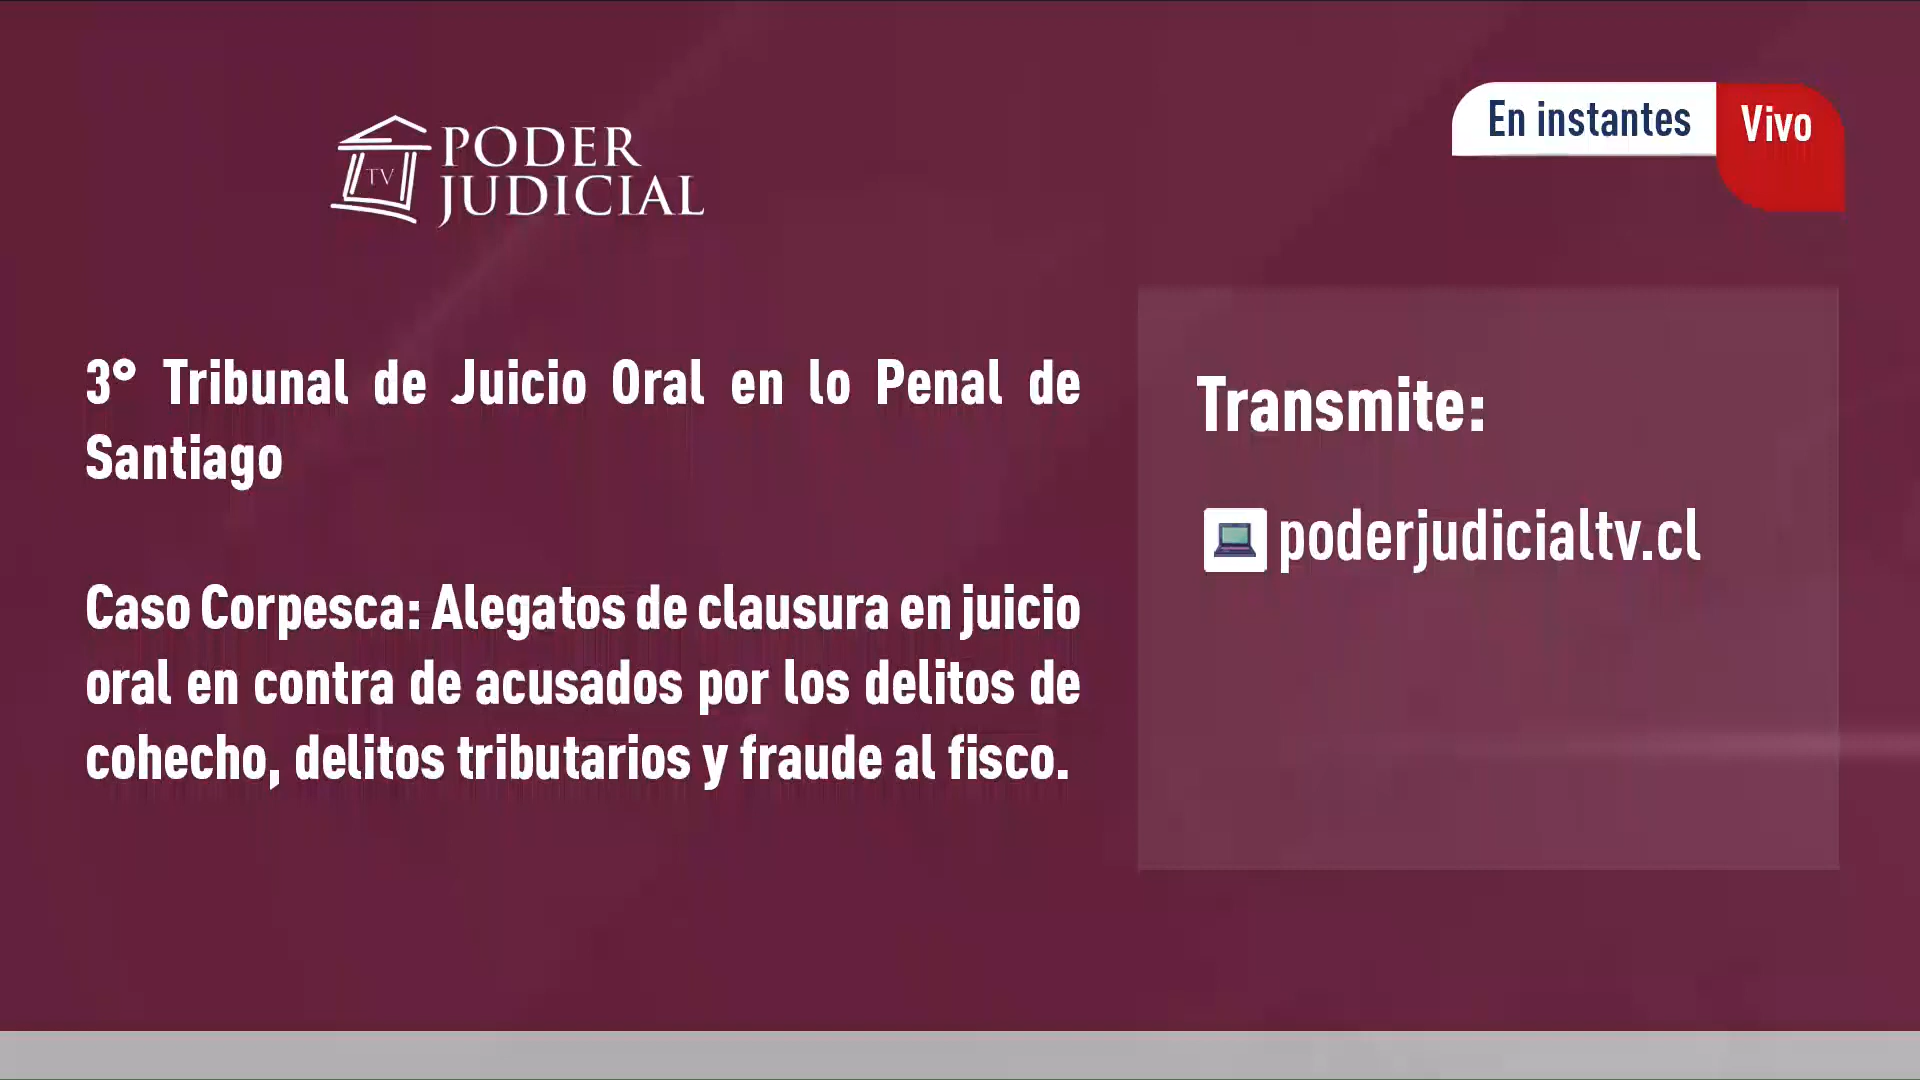 TV
PODER
JUDICIAL
En instantes
Vivo
3° Tribunal de Juicio Oral en lo Penal de
Santiago
Caso Corpesca: Alegatos de clausura en juicio
oral en contra de acusados por los delitos de
cohecho, delitos tributarios y fraude al fisco.
Transmite:
poderjudicialtv.cl